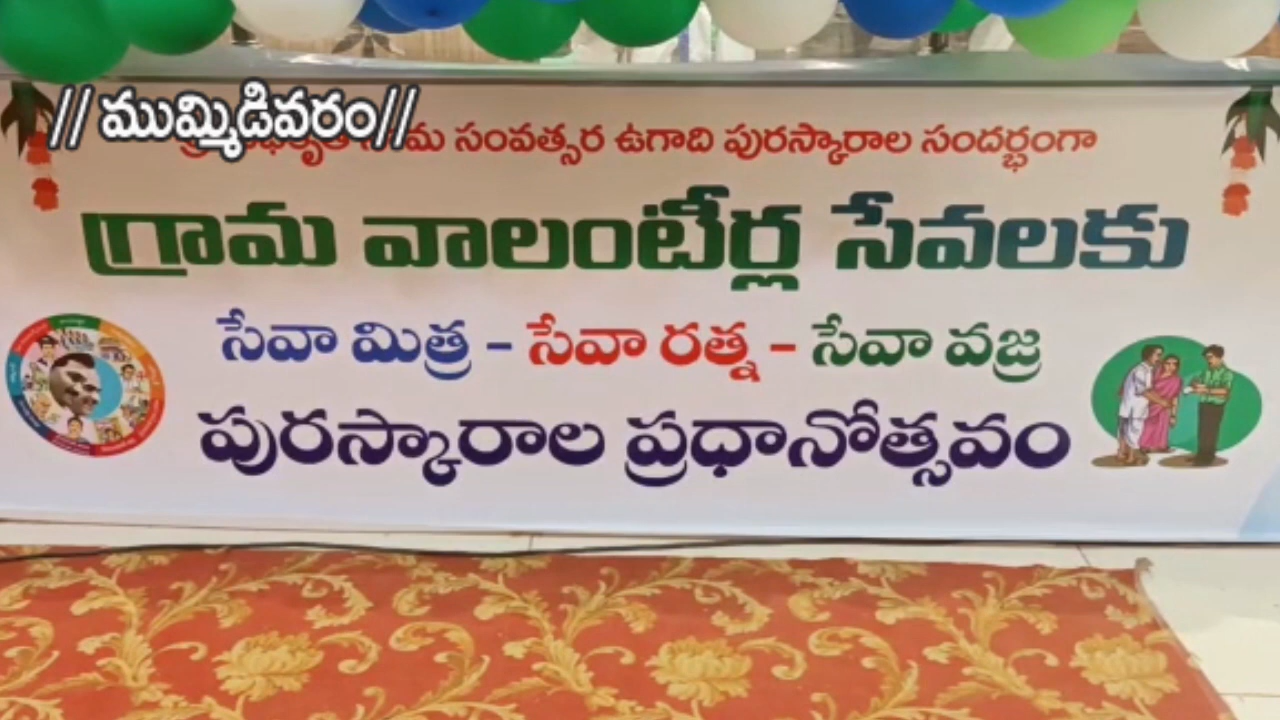 // ముమ్మిడివరం//
సంవత్సర ఉగాది పురస్కారాల సందర్భంగా
గ్రామ వాలంటీర్ల సేవలకు
సేవా మిత్ర - సేవా రత్న - సేవా వజ్ర
పురస్కారాల ప్రధానోత్సవం